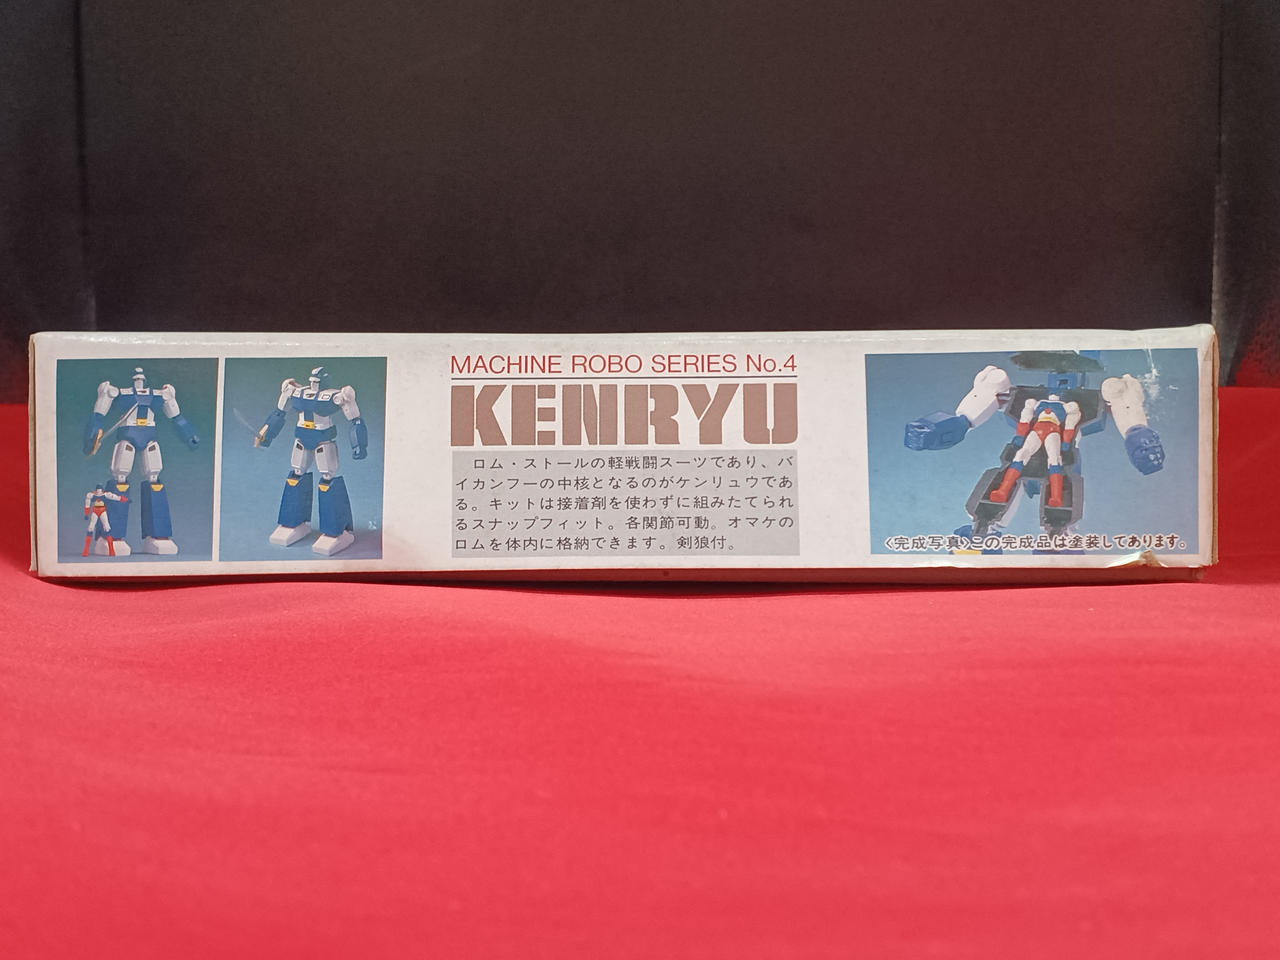 MACHINE ROBO SERIES No.4
KENRYU
ロム・ストールの軽戦闘スーツであり、バ
イカンフーの中核となるのがケンリュウであ
る。キットは接着剤を使わずに組みたてられ
るスナップフィット。各関節可動。オマケの
ロムを体内に格納できます。剣狼付。
〈完成写真〉この完成品は塗装してあります。